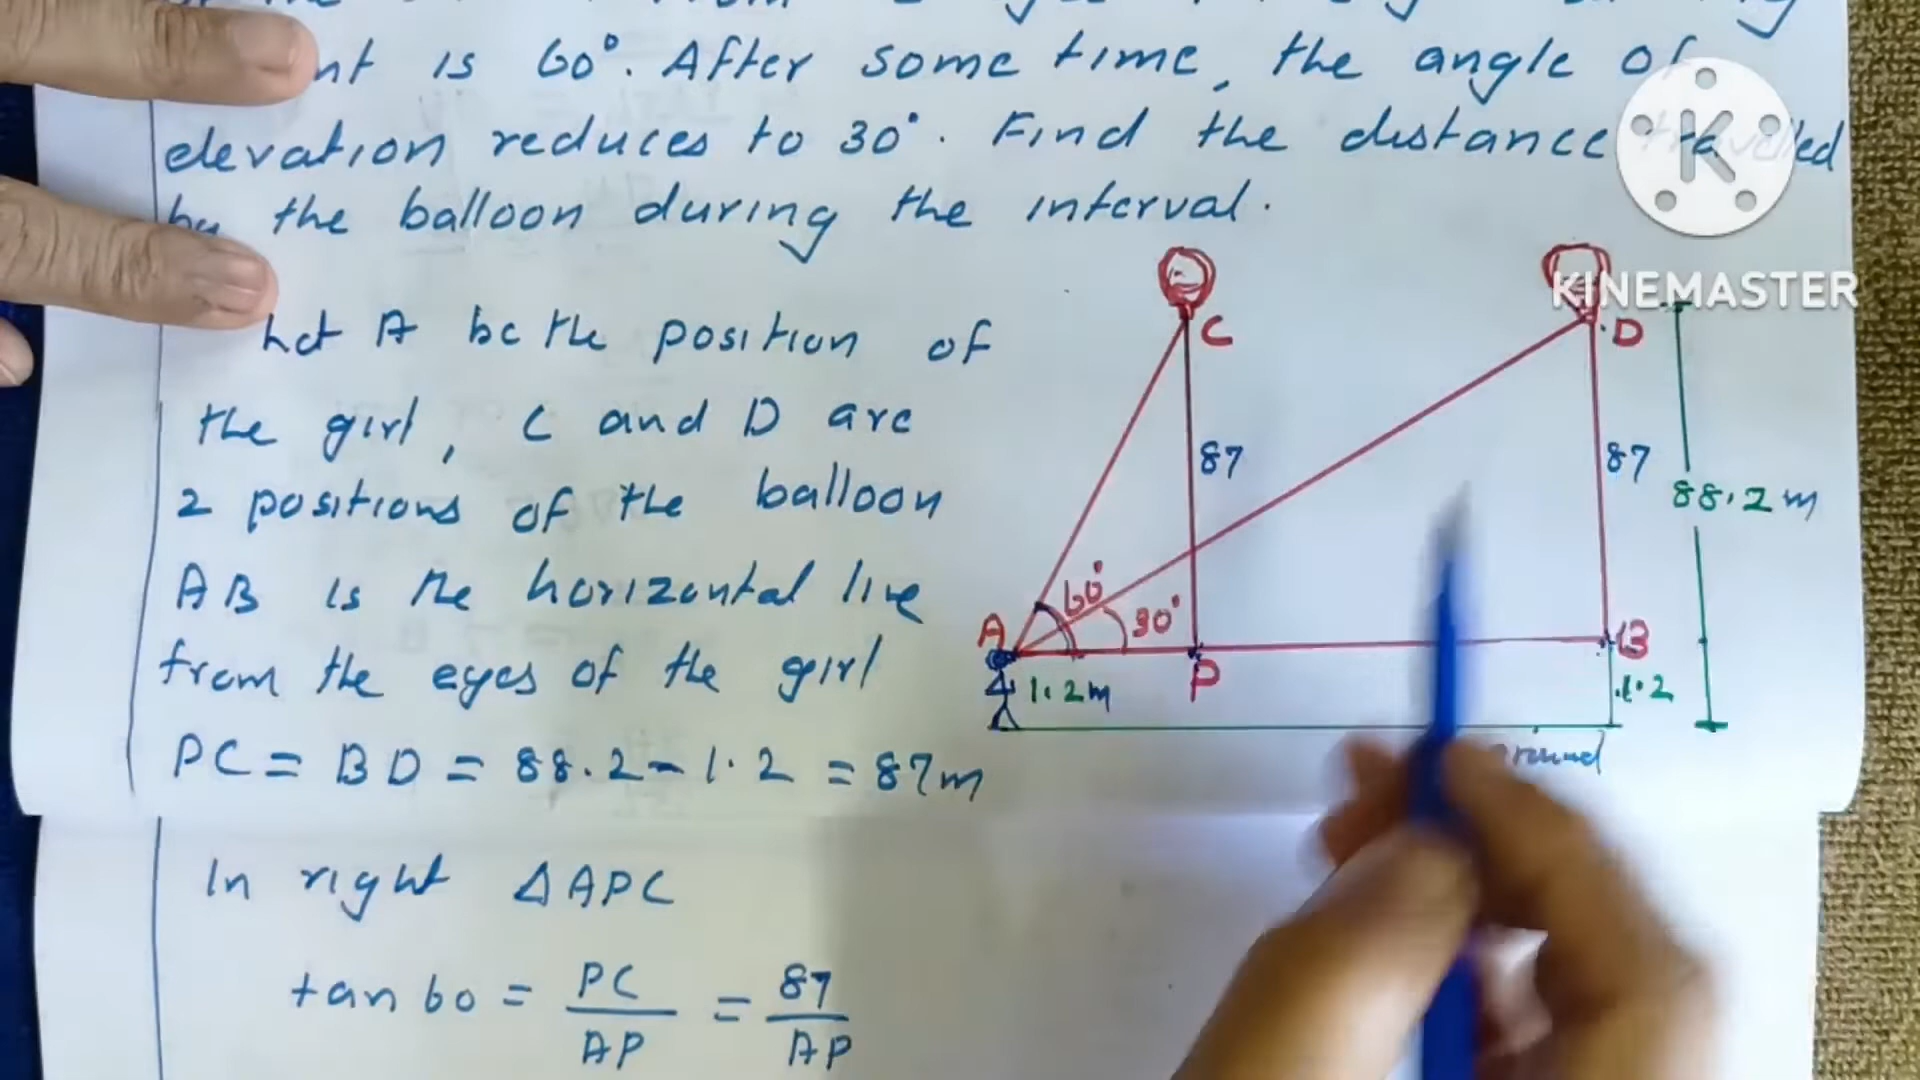 is 60°. After some time, the angle of
elevation reduces to 30°. Find the distance travelled
by the balloon during the interval.
KINEMASTER
K
Let A be the position of
the girl, C and D are
2 positions of the balloon
AB is the horizontal line
from the eyes of the girl
PC = BD = 88.2 - 1.2 = 87m
In right ΔAPC
tan 60 = PC/AP = 87/AP
C
D
87
87
88.2m
60°
30°
A
B
P
1.2m
1.2
ground